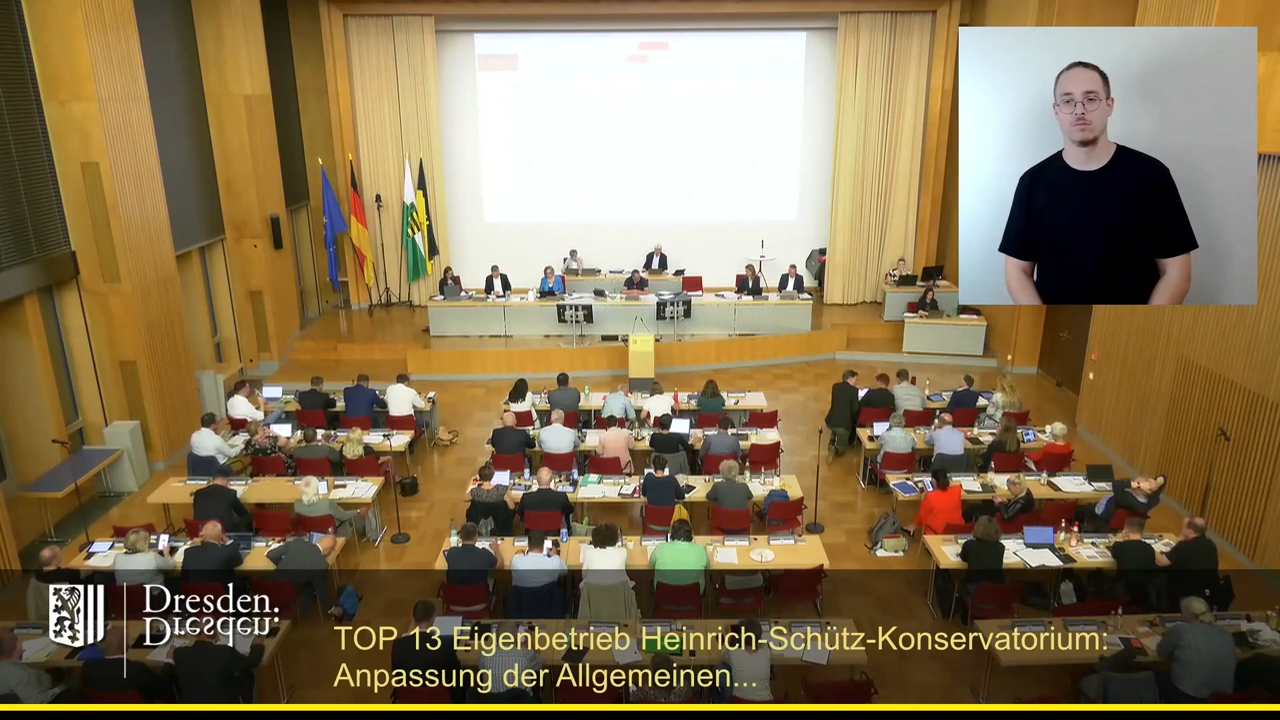 Dresden.
Dresden.
TOP 13 Eigenbetrieb Heinrich-Schütz-Konservatorium:
Anpassung der Allgemeinen...